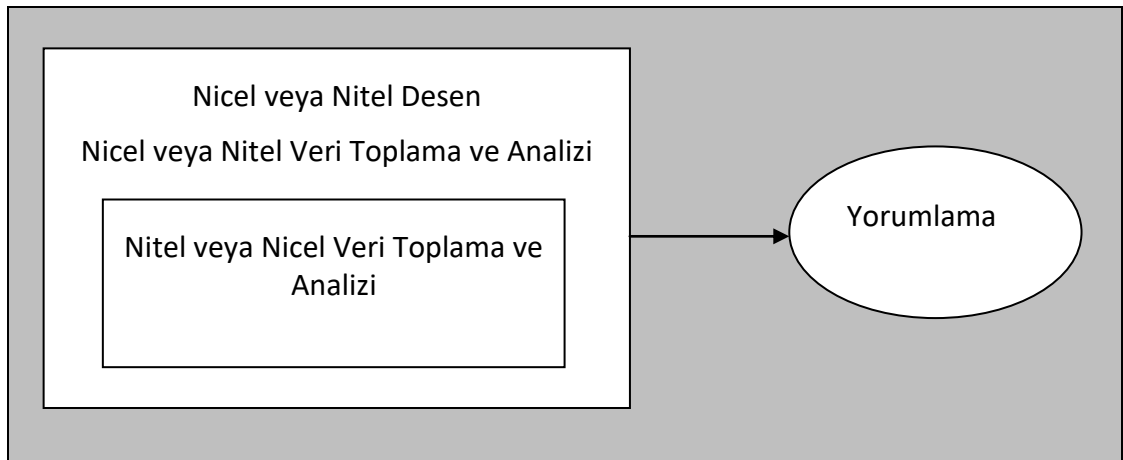 Nicel veya Nitel Desen
Nicel veya Nitel Veri Toplama ve Analizi
Nitel veya Nicel Veri Toplama ve
Analizi
Yorumlama